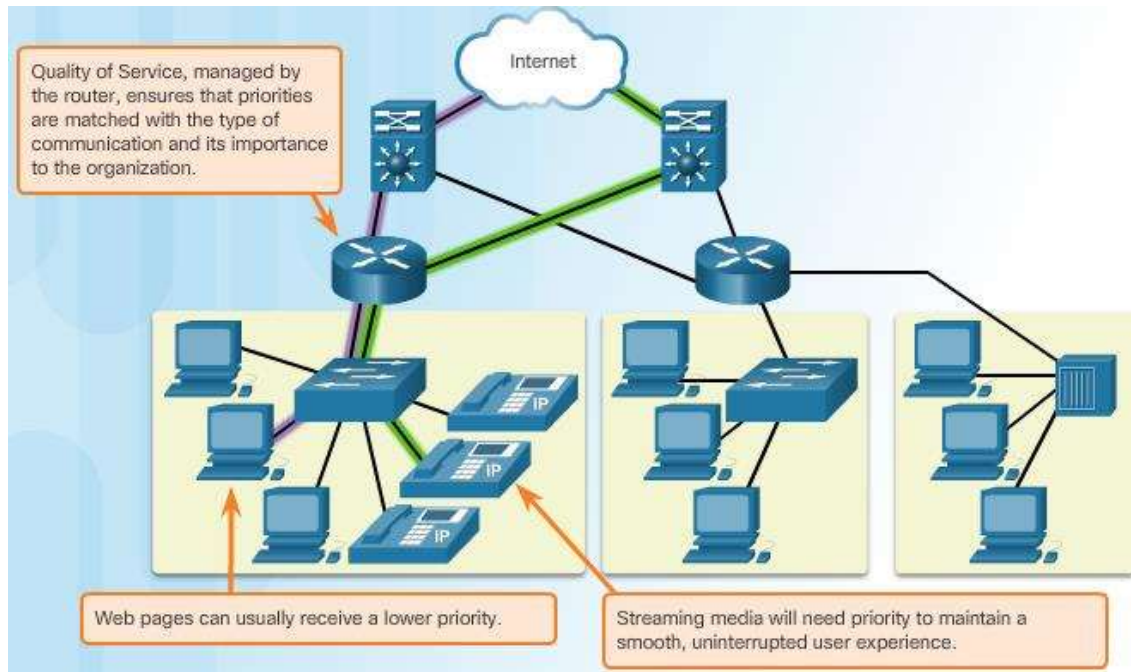 Internet
Quality of Service, managed by
the router, ensures that priorities
are matched with the type of
communication and its importance
to the organization.
IP
IP
IP
Web pages can usually receive a lower priority.
Streaming media will need priority to maintain a
smooth, uninterrupted user experience.